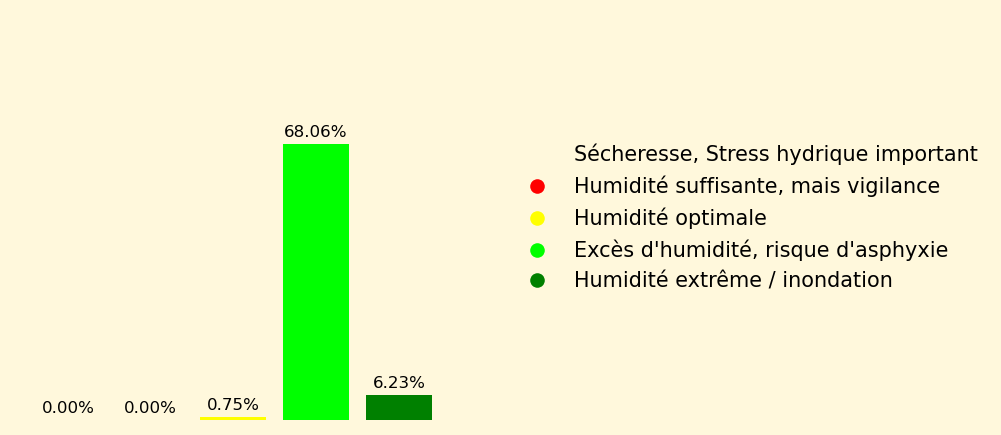 68.06%
0.00% 0.00% 0.75% 6.23%
Sécheresse, Stress hydrique important
Humidité suffisante, mais vigilance
Humidité optimale
Excès d'humidité, risque d'asphyxie
Humidité extrême / inondation